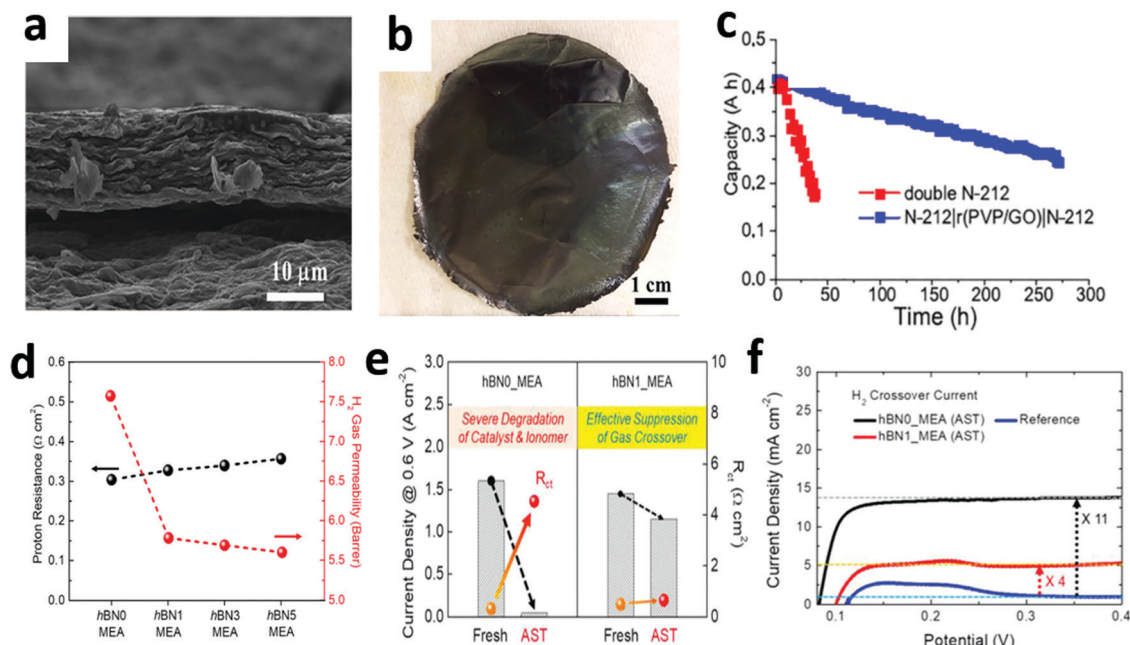 a
10 μm
b
1 cm
c
Capacity (A h)
0.5
0.4
0.3
0.2
0.1
0.0
double N-212
N-212|r(PVP/GO)|N-212
0 50 100 150 200 250 300
Time (h)
d
Proton Resistance (Ω cm²)
0.6
0.5
0.4
0.3
0.2
0.1
0.0
H₂ Gas Permeability (Barrer)
8.0
7.5
7.0
6.5
6.0
5.5
5.0
hBN0 hBN1 hBN3 hBN5
MEA MEA MEA MEA
e
Current Density @ 0.6 V (A cm⁻²)
3.0
2.5
2.0
1.5
1.0
0.5
0.0
hBN0_MEA
Severe Degradation
of Catalyst & Ionomer
Rct
hBN1_MEA
Effective Suppression
of Gas Crossover
10
8
6
4
2
0
Rct (Ω cm²)
Fresh AST Fresh AST
f
Current Density (mA cm⁻²)
30
25
20
15
10
5
0
H₂ Crossover Current
hBN0_MEA (AST) Reference
hBN1_MEA (AST)
X 11
X 4
0.1 0.2 0.3 0.4
Potential (V)